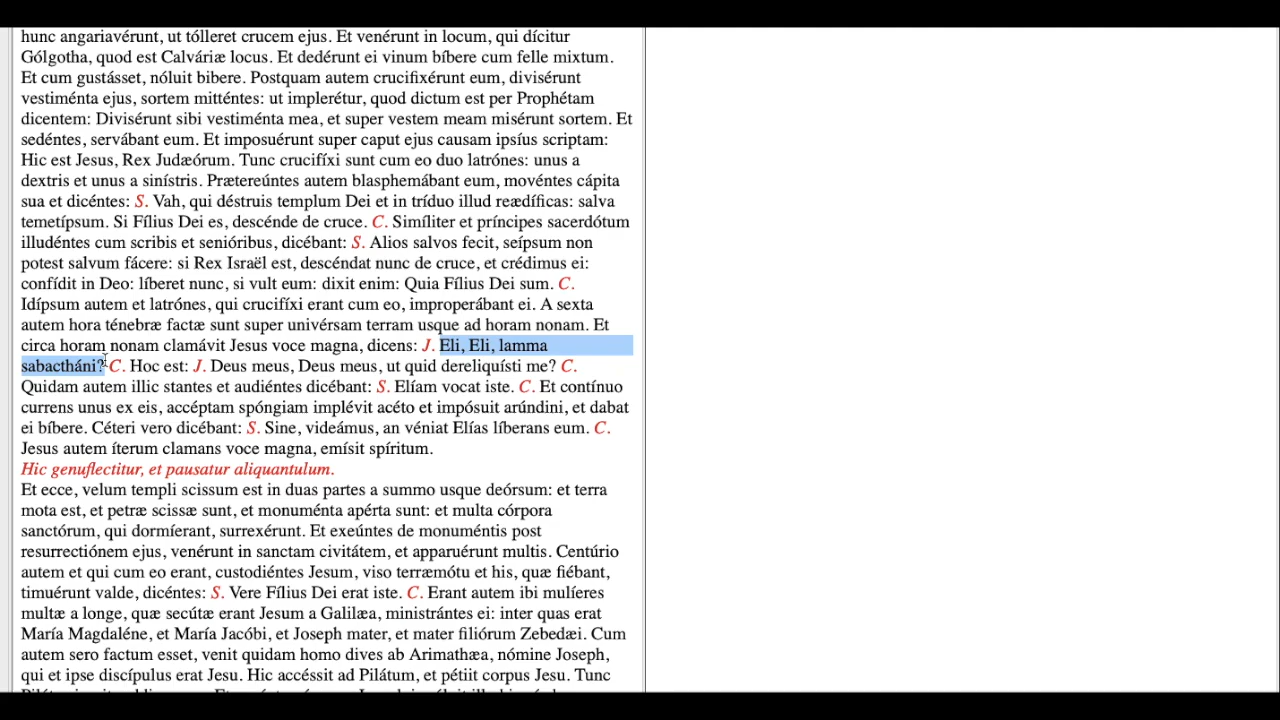 hunc angariavérunt, ut tólleret crucem ejus. Et venérunt in locum, qui dícitur
Gólgotha, quod est Calváriæ locus. Et dedérunt ei vinum bíbere cum felle mixtum.
Et cum gustásset, nóluit bibere. Postquam autem crucifixérunt eum, divisérunt
vestiménta ejus, sortem mitténtes: ut implerétur, quod dictum est per Prophétam
dicentem: Divisérunt sibi vestiménta mea, et super vestem meam misérunt sortem. Et
sedéntes, servábant eum. Et imposuérunt super caput ejus causam ipsíus scriptam:
Hic est Jesus, Rex Judæórum. Tunc crucifíxi sunt cum eo duo latrónes: unus a
dextris et unus a sinístris. Prætereúntes autem blasphemábant eum, movéntes cápita
sua et dicéntes: S. Vah, qui déstruis templum Dei et in tríduo illud reædíficas: salva
temetípsum. Si Fílius Dei es, descénde de cruce. C. Simíliter et príncipes sacerdótum
illudéntes cum scribis et senióribus, dicébant: S. Alios salvos fecit, seípsum non
potest salvum fácere: si Rex Israël est, descéndat nunc de cruce, et crédimus ei:
confídit in Deo: líberet nunc, si vult eum: dixit enim: Quia Fílius Dei sum. C.
Idípsum autem et latrónes, qui crucifíxi erant cum eo, improperábant ei. A sexta
autem hora ténebræ factæ sunt super univérsam terram usque ad horam nonam. Et
circa horam nonam clamávit Jesus voce magna, dicens: J. Eli, Eli, lamma
sabactháni? C. Hoc est: J. Deus meus, Deus meus, ut quid dereliquísti me? C.
Quidam autem illic stantes et audiéntes dicébant: S. Elíam vocat iste. C. Et contínuo
currens unus ex eis, accéptam spóngiam implévit acéto et impósuit arúndini, et dabat
ei bíbere. Céteri vero dicébant: S. Sine, videámus, an véniat Elías líberans eum. C.
Jesus autem íterum clamans voce magna, emísit spíritum.
Hic genuflectitur, et pausatur aliquantulum.
Et ecce, velum templi scissum est in duas partes a summo usque deórsum: et terra
mota est, et petræ scissæ sunt, et monuménta apérta sunt: et multa córpora
sanctórum, qui dormíerant, surrexérunt. Et exeúntes de monuméntis post
resurrectiónem ejus, venérunt in sanctam civitátem, et apparuérunt multis. Centúrio
autem et qui cum eo erant, custodiéntes Jesum, viso terræmótu et his, quæ fiébant,
timuérunt valde, dicéntes: S. Vere Fílius Dei erat iste. C. Erant autem ibi mulíeres
multæ a longe, quæ secútæ erant Jesum a Galilǽa, ministrántes ei: inter quas erat
María Magdaléne, et María Jacóbi, et Joseph mater, et mater filiórum Zebedǽi. Cum
autem sero factum esset, venit quidam homo dives ab Arimathǽa, nómine Joseph,
qui et ipse discípulus erat Jesu. Hic accéssit ad Pilátum, et pétiit corpus Jesu. Tunc